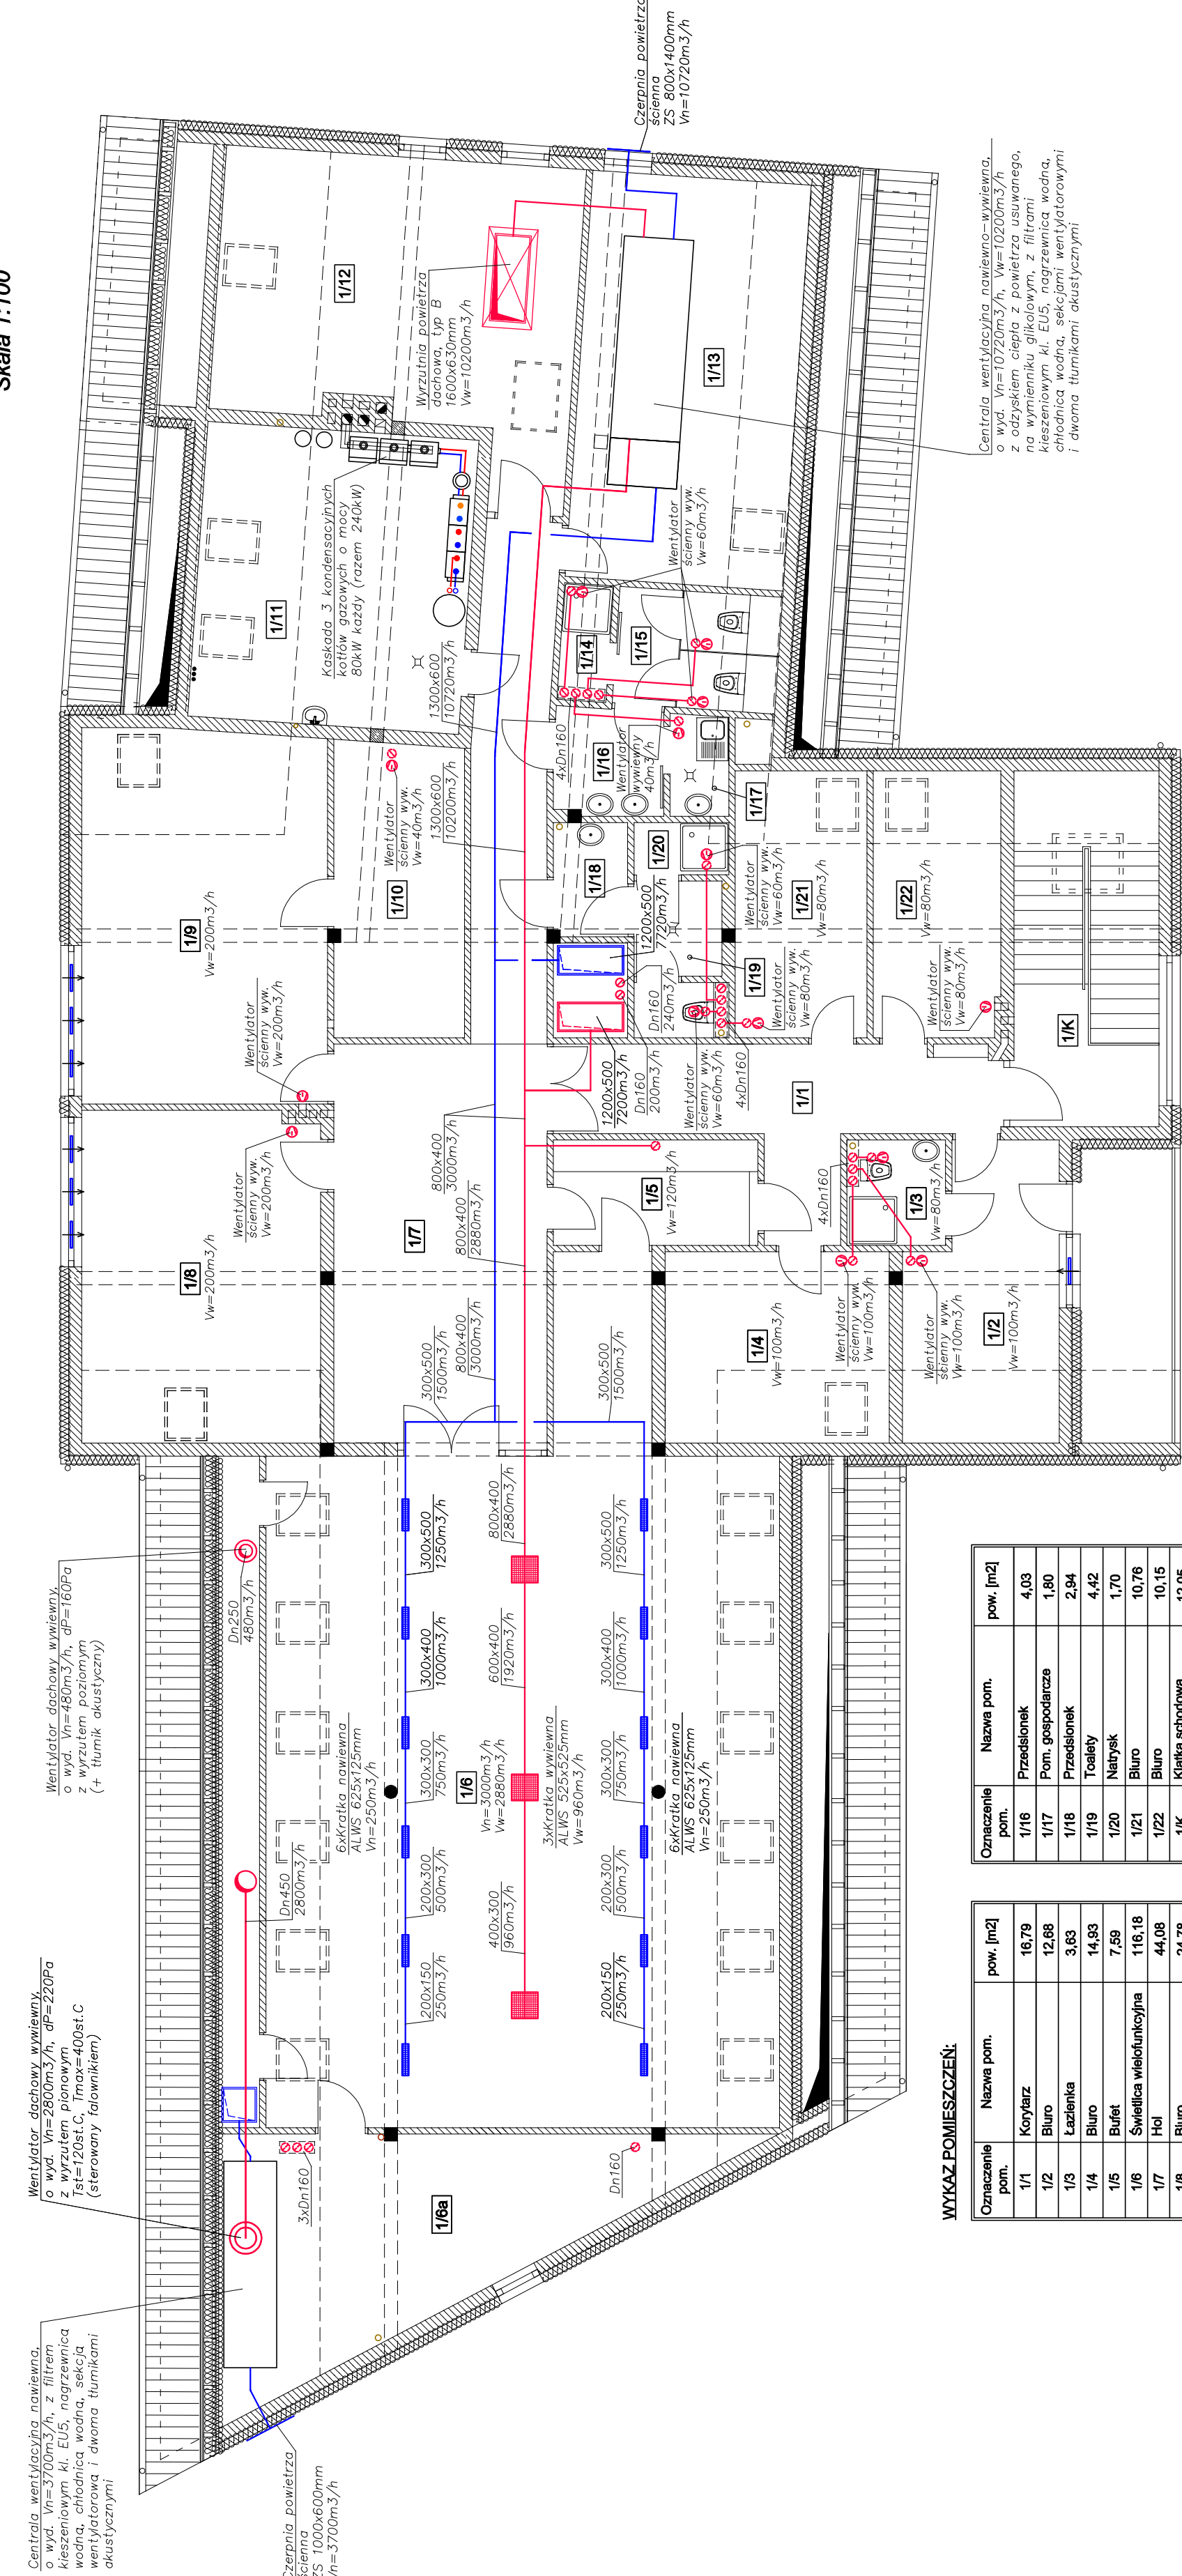 Skala 1:100
Czerpnia powietrza
ścienna
ZS 800x1400mm
Vn=10720m3/h
Centrala wentylacyjna nawiewno-wywiewna,
o wyd. Vn=10720m3/h, Vw=10200m3/h
z odzyskiem ciepła z powietrza usuwanego,
na wymienniku glikolowym, z filtrami
kieszeniowym kl. EU5, nagrzewnicą wodną,
chłodnicą wodną, sekcjami wentylatorowymi
i dwoma tłumikami akustycznymi
1/12
Wyrzutnia powietrza
dachowa, typ B
1600x630mm
Vw=10200m3/h
1/13
1/11
Kaskada 3 kondensacyjnych
kotłów gazowych o mocy
80kW każdy (razem 240kW)
1300x600
10720m3/h
1300x600
10200m3/h
Wentylator
ścienny wyw.
Vw=60m3/h
1/14
1/15
4xDn160
1/16
Wentylator
wywiewny
40m3/h
1/17
1/9
Vw=200m3/h
Wentylator
ścienny wyw.
Vw=40m3/h
1/10
1/18
1/20
1200x500
7720m3/h
Wentylator
ścienny wyw.
Vw=60m3/h
1/21
Vw=80m3/h
1/22
Vw=80m3/h
Wentylator
ścienny wyw.
Vw=200m3/h
1/19
Dn160
240m3/h
Wentylator
ścienny wyw.
Vw=80m3/h
Wentylator
ścienny wyw.
Vw=80m3/h
1/K
1200x500
7200m3/h
Dn160
200m3/h
Wentylator
ścienny wyw.
Vw=60m3/h
4xDn160
1/1
Wentylator
ścienny wyw.
Vw=200m3/h
1/8
Vw=200m3/h
1/7
800x400
3000m3/h
800x400
2880m3/h
1/5
Vw=120m3/h
4xDn160
1/3
Vw=80m3/h
300x500
1500m3/h
800x400
3000m3/h
300x500
1500m3/h
1/4
Vw=100m3/h
Wentylator
ścienny wyw.
Vw=100m3/h
Wentylator
ścienny wyw.
Vw=100m3/h
1/2
Vw=100m3/h
Wentylator dachowy wywiewny,
o wyd. Vn=480m3/h, dP=160Pa
z wyrzutem poziomym
(+ tłumik akustyczny)
Dn250
480m3/h
300x500
1250m3/h
800x400
2880m3/h
300x500
1250m3/h
300x400
1000m3/h
600x400
1920m3/h
300x400
1000m3/h
6xKratka nawiewna
ALWS 625x125mm
Vn=250m3/h
300x300
750m3/h
1/6
Vn=3000m3/h
Vw=2880m3/h
3xKratka wywiewna
ALWS 525x525mm
Vw=960m3/h
300x300
750m3/h
6xKratka nawiewna
ALWS 625x125mm
Vn=250m3/h
Dn450
2800m3/h
200x300
500m3/h
400x300
960m3/h
200x300
500m3/h
200x150
250m3/h
200x150
250m3/h
Wentylator dachowy wywiewny,
o wyd. Vn=2800m3/h, dP=220Pa
z wyrzutem pionowym
Tst=120st.C, Tmax=400st.C
(sterowany falownikiem)
3xDn160
1/6a
Dn160
Centrala wentylacyjna nawiewna,
o wyd. Vn=3700m3/h, z filtrem
kieszeniowym kl. EU5, nagrzewnicą
wodną, chłodnicą wodną, sekcją
wentylatorową i dwoma tłumikami
akustycznymi
Czerpnia powietrza
ścienna
ZS 1000x600mm
Vn=3700m3/h
WYKAZ POMIESZCZEŃ:
Oznaczenie pom. Nazwa pom. pow. [m2]
1/1 Korytarz 16,79
1/2 Biuro 12,68
1/3 Łazienka 3,63
1/4 Biuro 14,93
1/5 Bufet 7,59
1/6 Świetlica wielofunkcyjna 116,18
1/7 Hol 44,08
1/8 Biuro 24,78
Oznaczenie pom. Nazwa pom. pow. [m2]
1/16 Przedsionek 4,03
1/17 Pom. gospodarcze 1,80
1/18 Przedsionek 2,94
1/19 Toalety 4,42
1/20 Natrysk 1,70
1/21 Biuro 10,76
1/22 Biuro 10,15
1/K Klatka schodowa